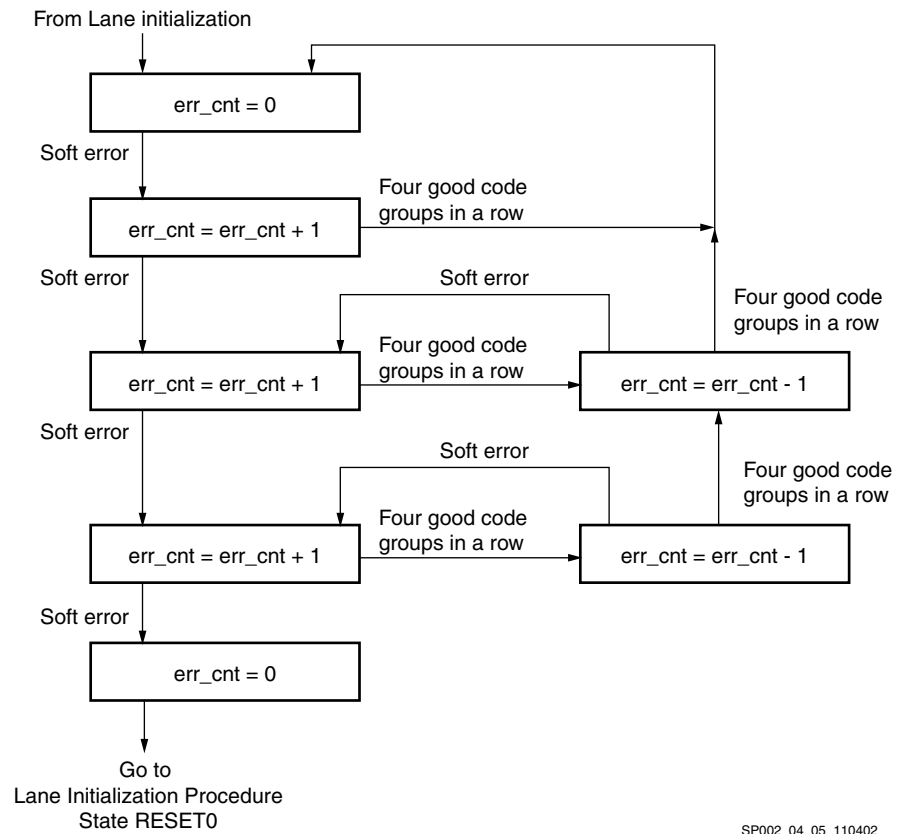 From Lane initialization
err_cnt = 0
Soft error
Four good code
groups in a row
err_cnt = err_cnt + 1
Soft error
Soft error
Four good code
groups in a row
Four good code
groups in a row
err_cnt = err_cnt + 1
err_cnt = err_cnt - 1
Soft error
Soft error
Four good code
groups in a row
Four good code
groups in a row
err_cnt = err_cnt + 1
err_cnt = err_cnt - 1
Soft error
err_cnt = 0
Go to
Lane Initialization Procedure
State RESET0
SP002_04_05_110402